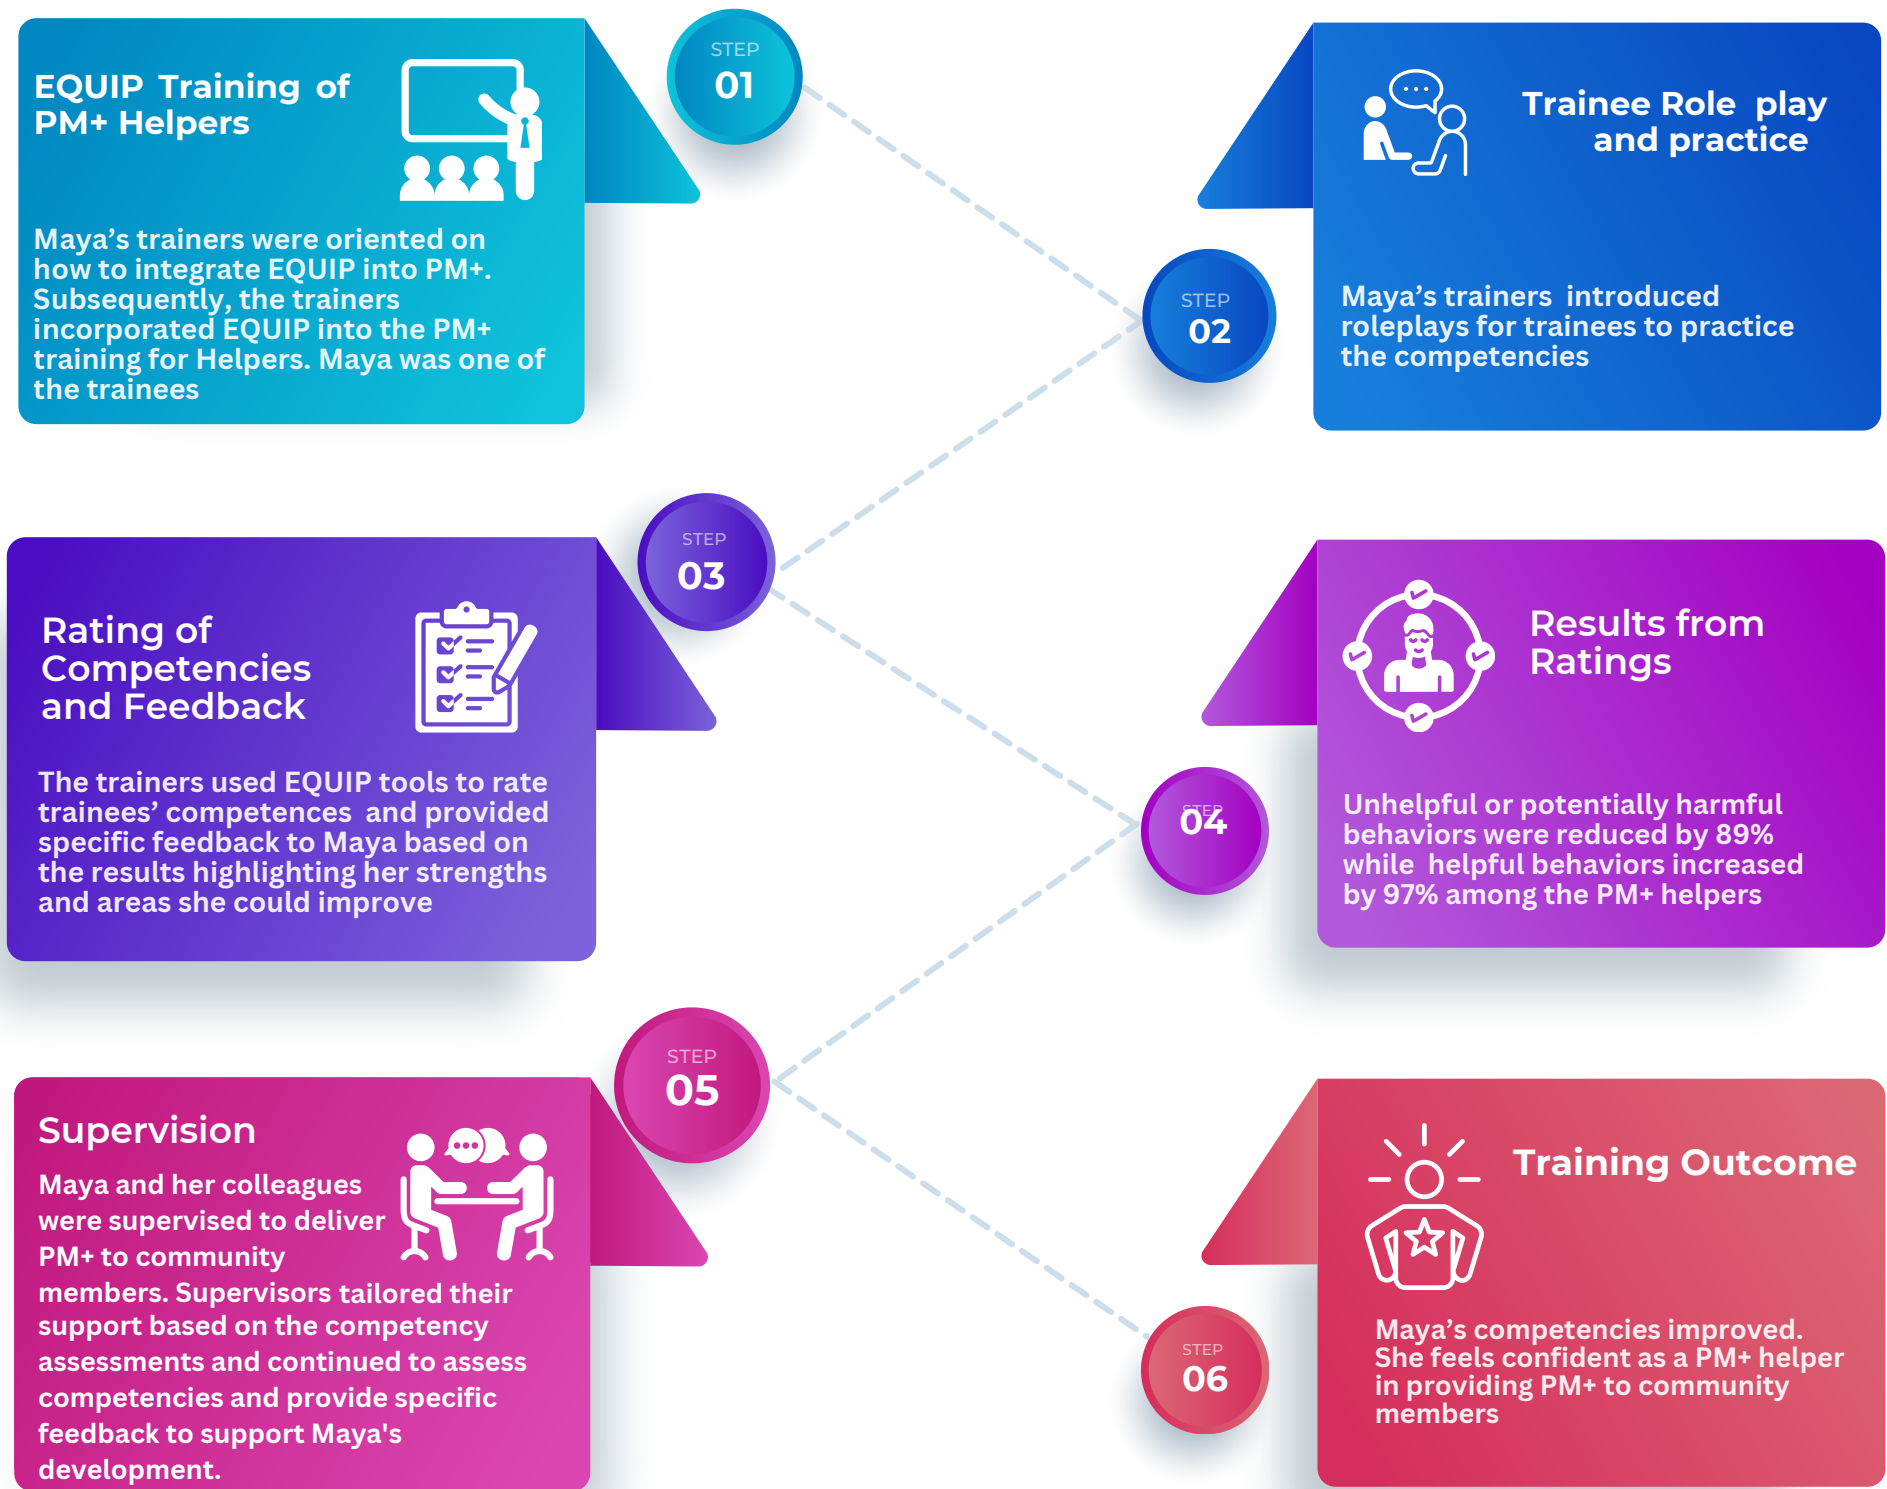 EQUIP Training of
PM+ Helpers
Maya's trainers were oriented on
how to integrate EQUIP into PM+.
Subsequently, the trainers
incorporated EQUIP into the PM+
training for Helpers. Maya was one of
the trainees
STEP
01
Trainee Role play
and practice
Maya's trainers introduced
roleplays for trainees to practice
the competencies
STEP
02
Rating of
Competencies
and Feedback
The trainers used EQUIP tools to rate
trainees' competences and provided
specific feedback to Maya based on
the results highlighting her strengths
and areas she could improve
STEP
03
Results from
Ratings
Unhelpful or potentially harmful
behaviors were reduced by 89%
while helpful behaviors increased
by 97% among the PM+ helpers
STEP
04
Supervision
Maya and her colleagues
were supervised to deliver
PM+ to community
members. Supervisors tailored their
support based on the competency
assessments and continued to assess
competencies and provide specific
feedback to support Maya's
development.
STEP
05
Training Outcome
Maya's competencies improved.
She feels confident as a PM+ helper
in providing PM+ to community
members
STEP
06